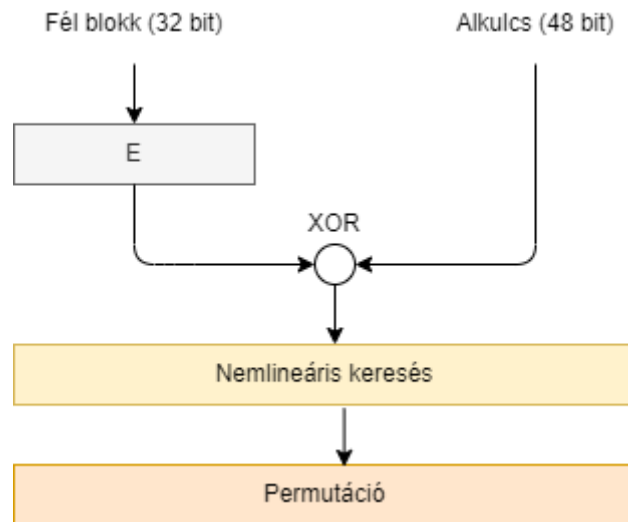 Fél blokk (32 bit)
Alkulcs (48 bit)
E
XOR
Nemlineáris keresés
Permutáció